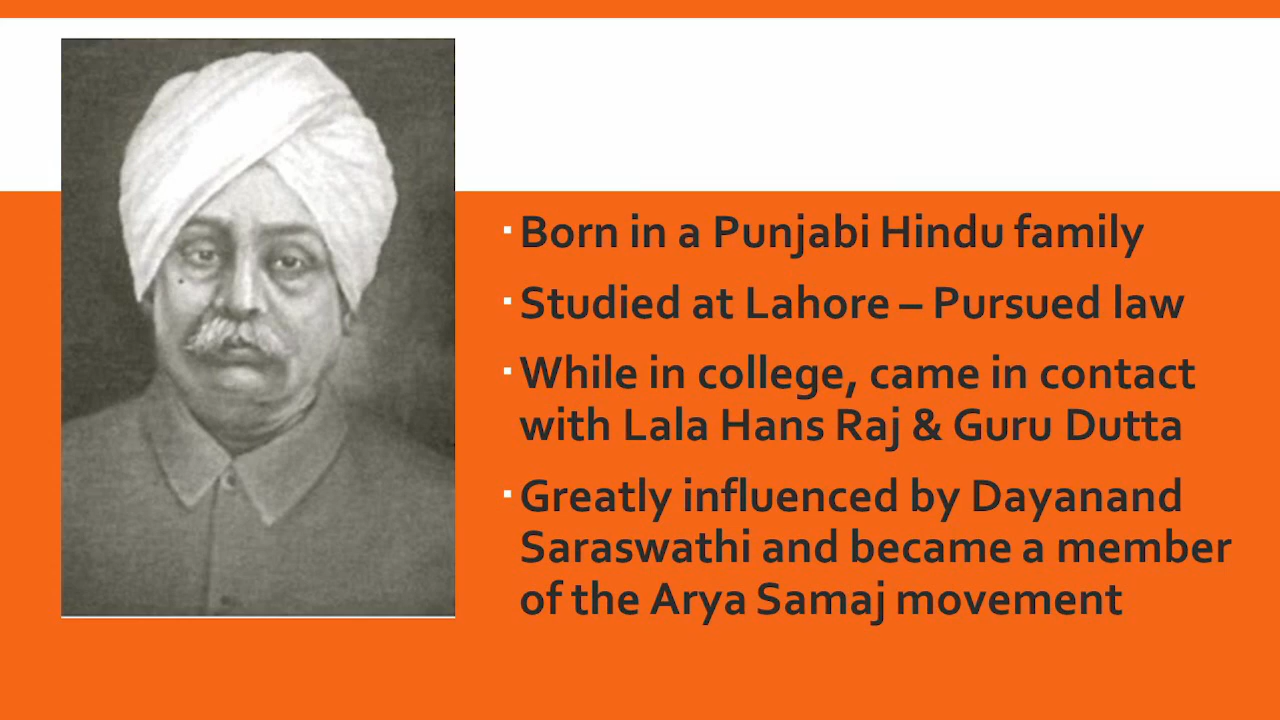 Born in a Punjabi Hindu family
Studied at Lahore – Pursued law
While in college, came in contact
with Lala Hans Raj & Guru Dutta
Greatly influenced by Dayanand
Saraswathi and became a member
of the Arya Samaj movement